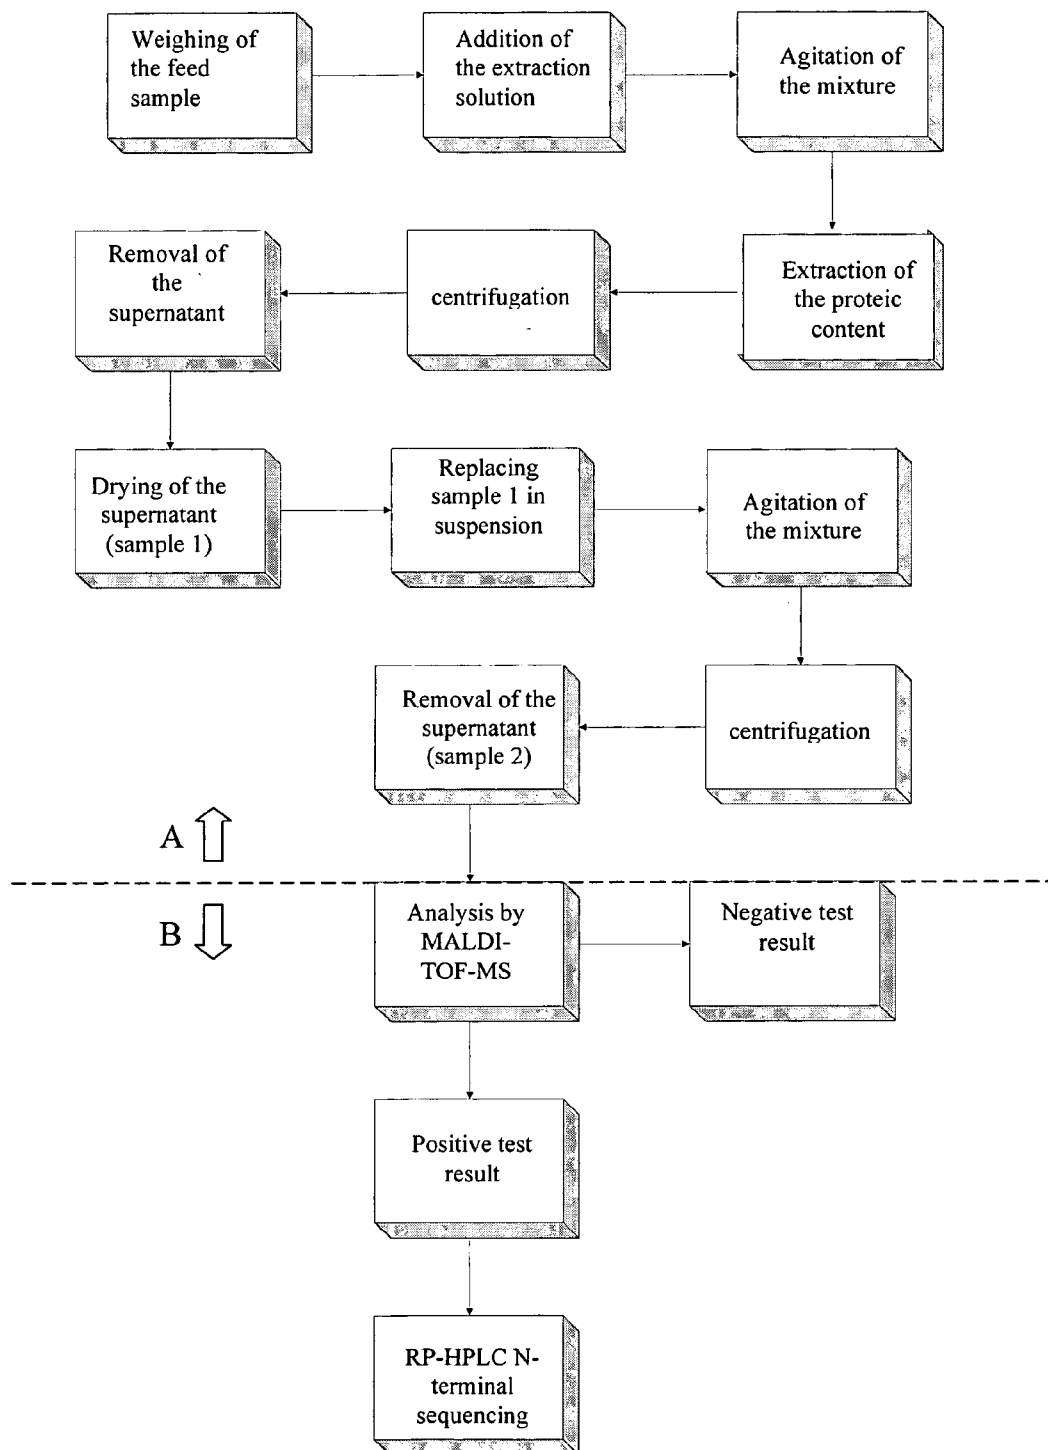 Weighing of
the feed
sample
Addition of
the extraction
solution
Agitation of
the mixture
Extraction of
the proteic
content
centrifugation
Removal of
the
supernatant
Drying of the
supernatant
(sample 1)
Replacing
sample 1 in
suspension
Agitation of
the mixture
centrifugation
Removal of the
supernatant
(sample 2)
A
B
Analysis by
MALDI-
TOF-MS
Negative test
result
Positive test
result
RP-HPLC N-
terminal
sequencing